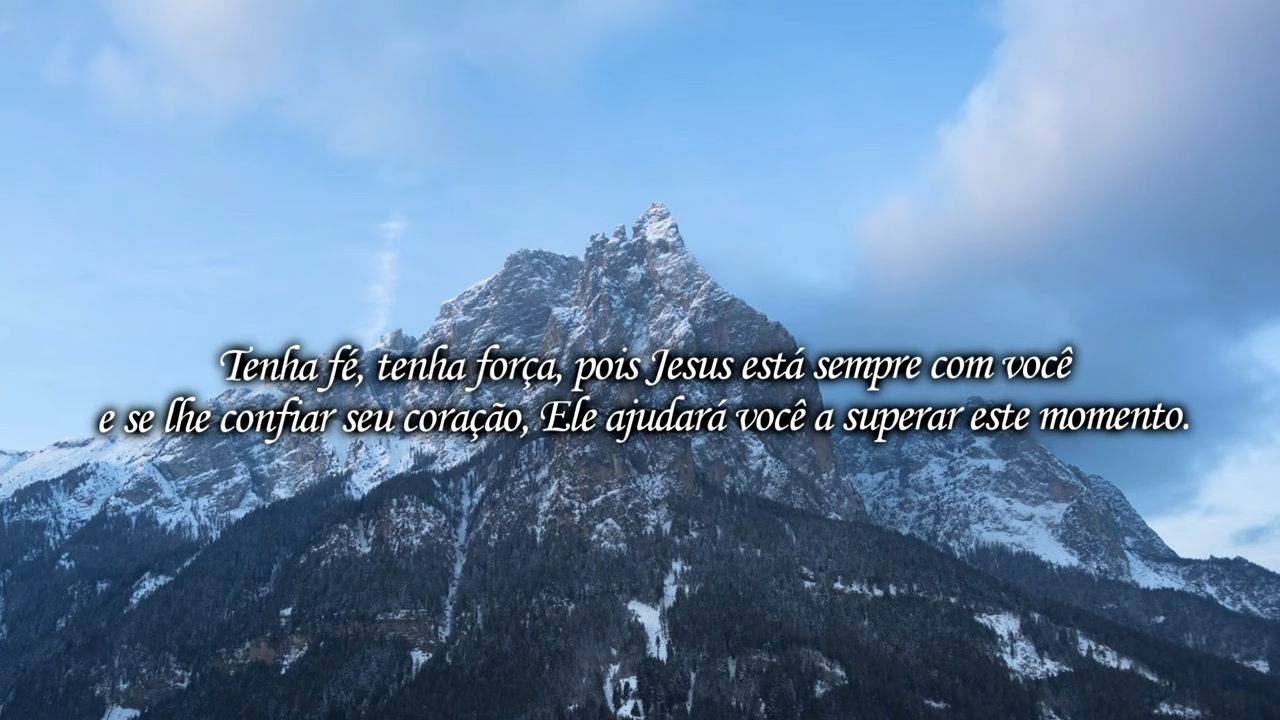 Tenha fé, tenha força, pois Jesus está sempre com você
e se lhe confiar seu coração, Ele ajudará você a superar este momento.